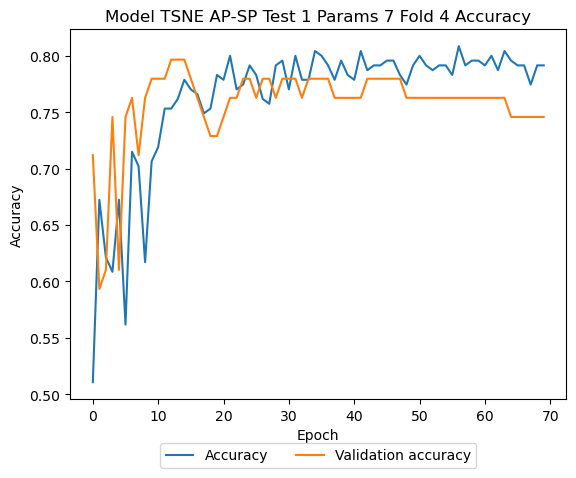 Model TSNE AP-SP Test 1 Params 7 Fold 4 Accuracy
0.80
0.75
0.70
0.65
0.60
0.55
0.50
Accuracy
0 10 20 30 40 50 60 70
Epoch
Accuracy Validation accuracy